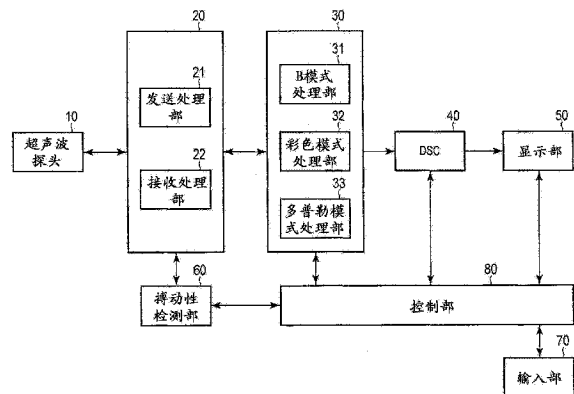 20
30
21
发送处理
部
31
B模式
处理部
10
超声波
探头
22
接收处理
部
32
彩色模式
处理部
40
DSC
50
显示部
33
多普勒模
式处理部
60
搏动性
检测部
80
控制部
70
输入部